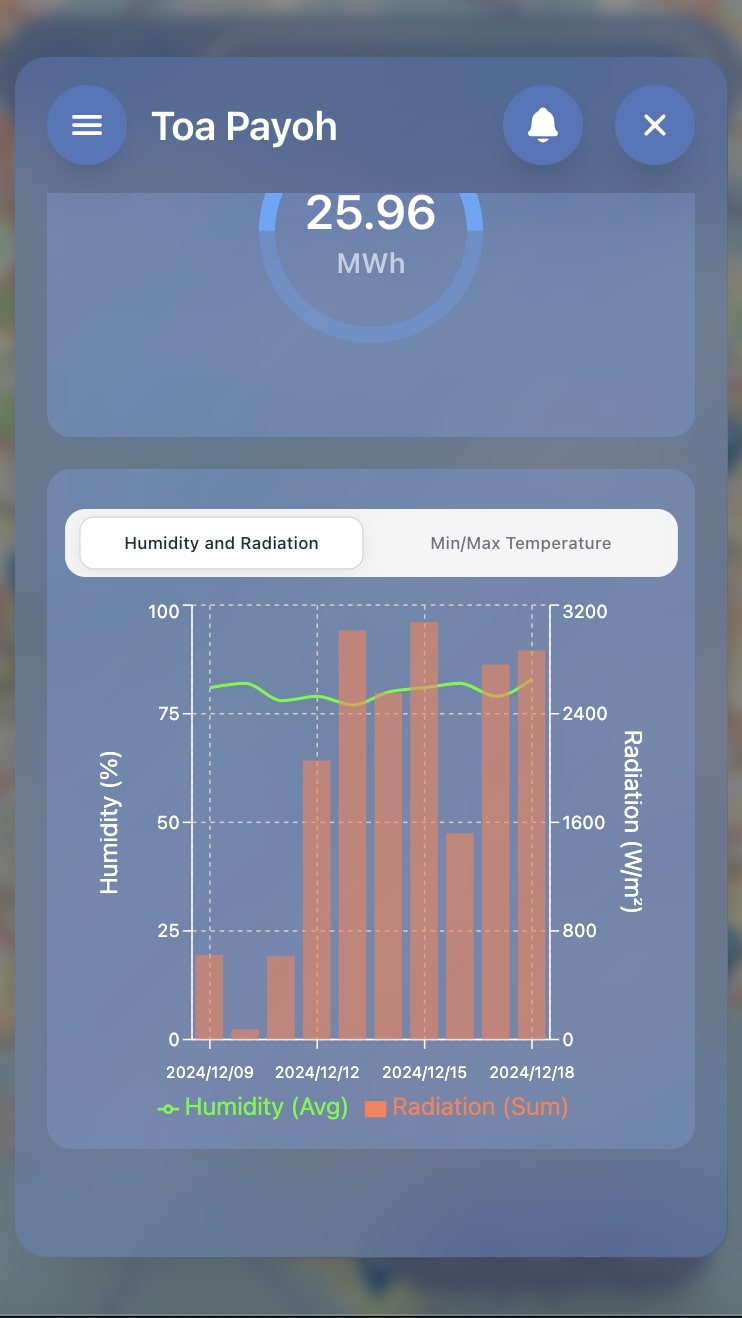 Toa Payoh
25.96
MWh
Humidity and Radiation
Min/Max Temperature
100
75
50
25
0
Humidity (%)
3200
2400
1600
800
0
Radiation (W/m²)
2024/12/09
2024/12/12
2024/12/15
2024/12/18
Humidity (Avg)
Radiation (Sum)